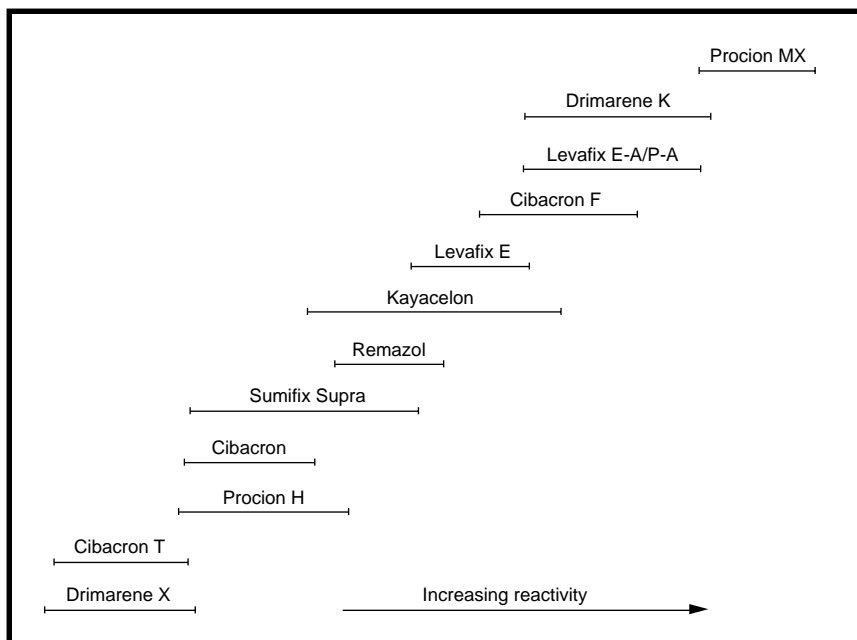 Procion MX
Drimarene K
Levafix E-A/P-A
Cibacron F
Levafix E
Kayacelon
Remazol
Sumifix Supra
Cibacron
Procion H
Cibacron T
Drimarene X
Increasing reactivity